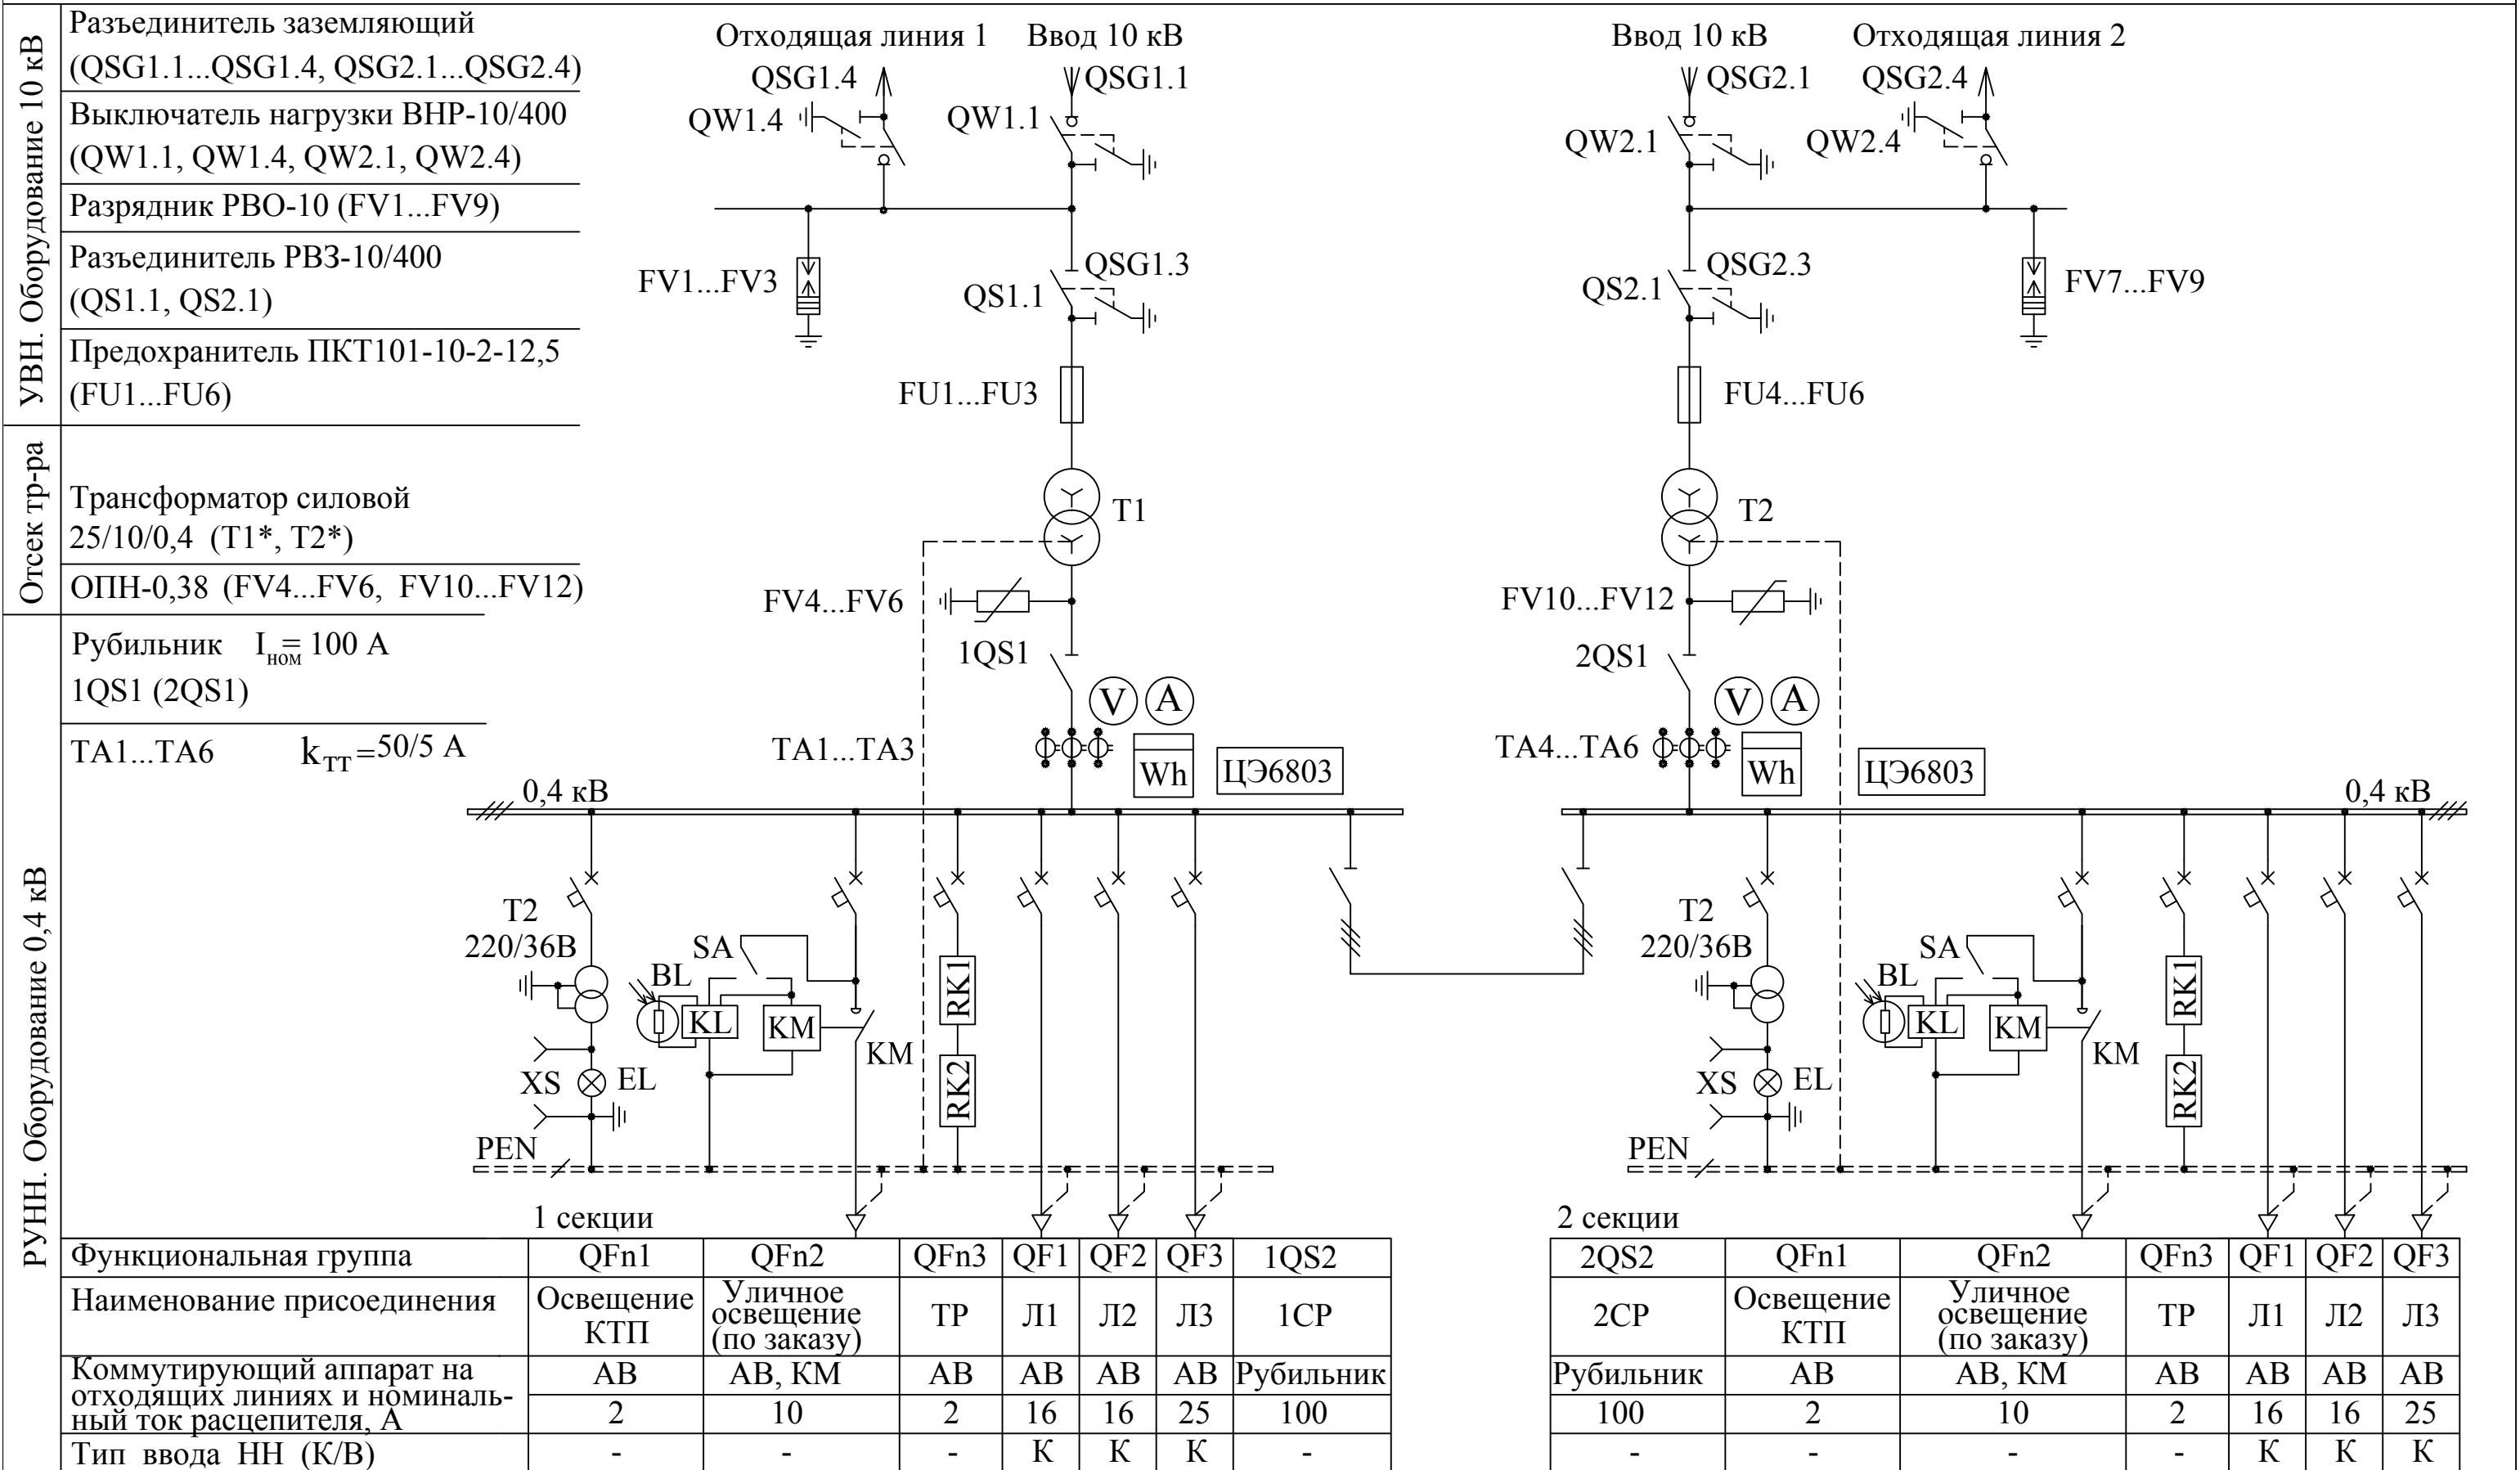 УВН. Оборудование 10 кВ
Разъединитель заземляющий
(QSG1.1...QSG1.4, QSG2.1...QSG2.4)
Выключатель нагрузки ВНР-10/400
(QW1.1, QW1.4, QW2.1, QW2.4)
Разрядник РВО-10 (FV1...FV9)
Разъединитель РВЗ-10/400
(QS1.1, QS2.1)
Предохранитель ПКТ101-10-2-12,5
(FU1...FU6)
Отсек тр-ра
Трансформатор силовой
25/10/0,4 (Т1*, Т2*)
ОПН-0,38 (FV4...FV6, FV10...FV12)
РУНН. Оборудование 0,4 кВ
Рубильник Iном = 100 А
1QS1 (2QS1)
ТА1...ТА6 kТТ=50/5 А
Отходящая линия 1 Ввод 10 кВ
QSG1.4 QSG1.1
QW1.4 QW1.1
QSG1.3
FV1...FV3 QS1.1
FU1...FU3
Т1
FV4...FV6
1QS1
V A
ТА1...ТА3 Wh ЦЭ6803
0,4 кВ
Т2
220/36В
SA
BL
KL KM RK1
KM
XS EL RK2
PEN
1 секции
Ввод 10 кВ Отходящая линия 2
QSG2.1 QSG2.4
QW2.1 QW2.4
QSG2.3
QS2.1 FV7...FV9
FU4...FU6
Т2
FV10...FV12
2QS1
V A
ТА4...ТА6 Wh ЦЭ6803
0,4 кВ
Т2
220/36В
SA
BL
KL KM RK1
KM
XS EL RK2
PEN
2 секции
Функциональная группа QFn1 QFn2 QFn3 QF1 QF2 QF3 1QS2 2QS2 QFn1 QFn2 QFn3 QF1 QF2 QF3
Наименование присоединения
Освещение
КТП
Уличное
освещение
(по заказу)
ТР Л1 Л2 Л3 1СР 2СР
Освещение
КТП
Уличное
освещение
(по заказу)
ТР Л1 Л2 Л3
Коммутирующий аппарат на
отходящих линиях и номиналь-
ный ток расцепителя, А
АВ АВ, КМ АВ АВ АВ АВ Рубильник Рубильник АВ АВ, КМ АВ АВ АВ АВ
2 10 2 16 16 25 100 100 2 10 2 16 16 25
Тип ввода НН (К/В) - - - К К К - - - - - К К К